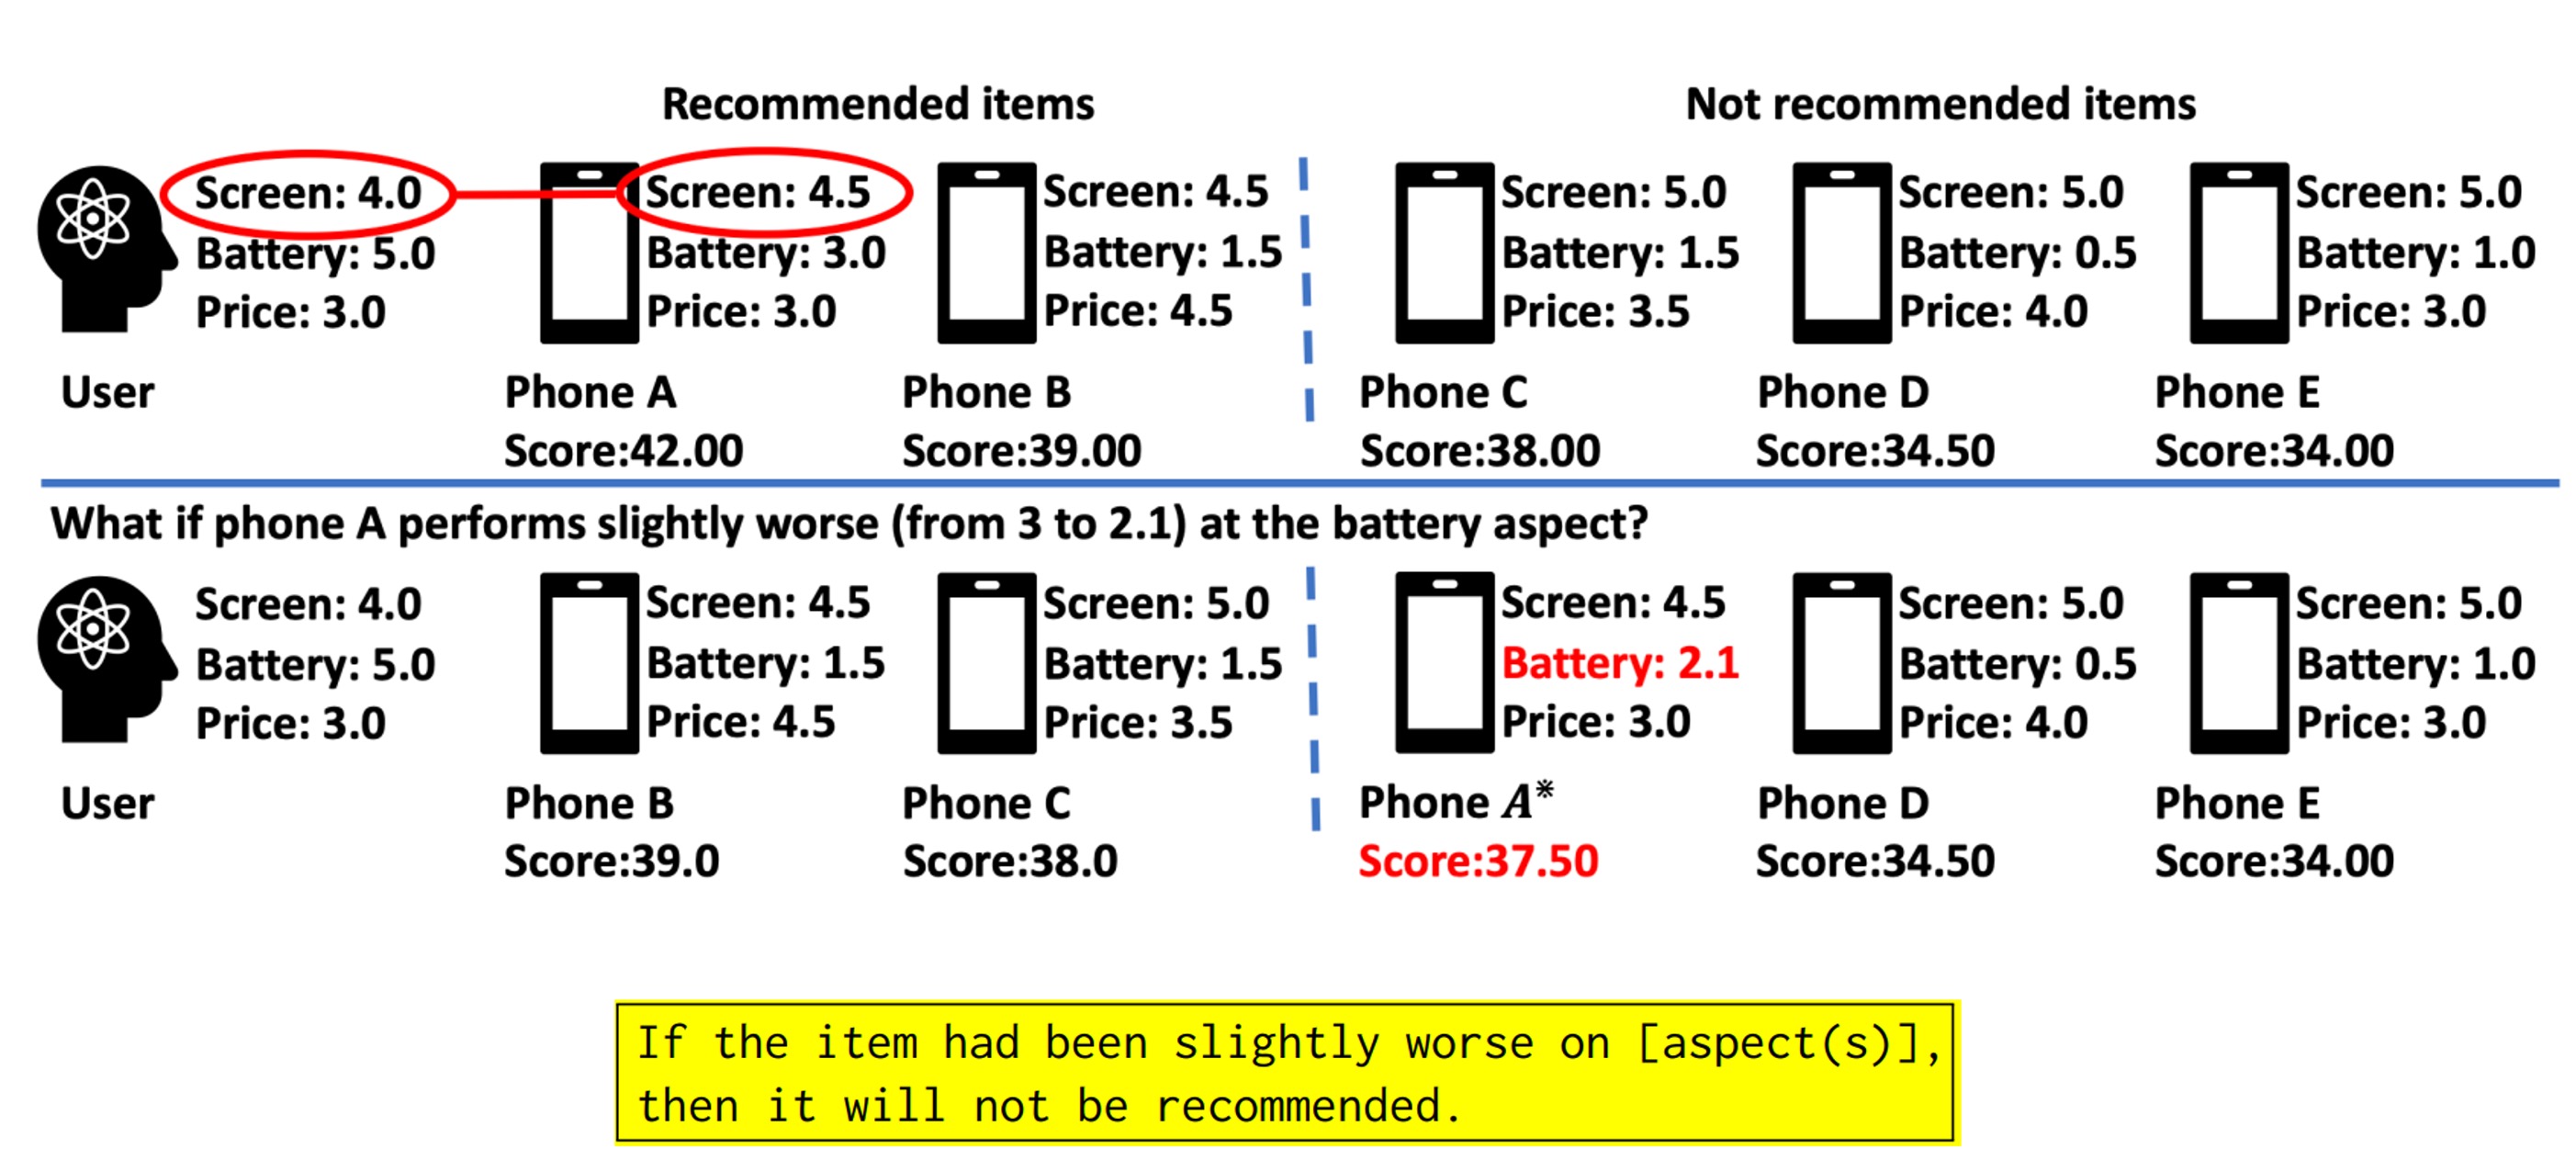 Recommended items
Not recommended items
Screen: 4.0
Battery: 5.0
Price: 3.0
User
Screen: 4.5
Battery: 3.0
Price: 3.0
Phone A
Score:42.00
Screen: 4.5
Battery: 1.5
Price: 4.5
Phone B
Score:39.00
Screen: 5.0
Battery: 1.5
Price: 3.5
Phone C
Score:38.00
Screen: 5.0
Battery: 0.5
Price: 4.0
Phone D
Score:34.50
Screen: 5.0
Battery: 1.0
Price: 3.0
Phone E
Score:34.00
What if phone A performs slightly worse (from 3 to 2.1) at the battery aspect?
Screen: 4.0
Battery: 5.0
Price: 3.0
User
Screen: 4.5
Battery: 1.5
Price: 4.5
Phone B
Score:39.0
Screen: 5.0
Battery: 1.5
Price: 3.5
Phone C
Score:38.0
Screen: 4.5
Battery: 2.1
Price: 3.0
Phone A*
Score:37.50
Screen: 5.0
Battery: 0.5
Price: 4.0
Phone D
Score:34.50
Screen: 5.0
Battery: 1.0
Price: 3.0
Phone E
Score:34.00
If the item had been slightly worse on [aspect(s)],
then it will not be recommended.